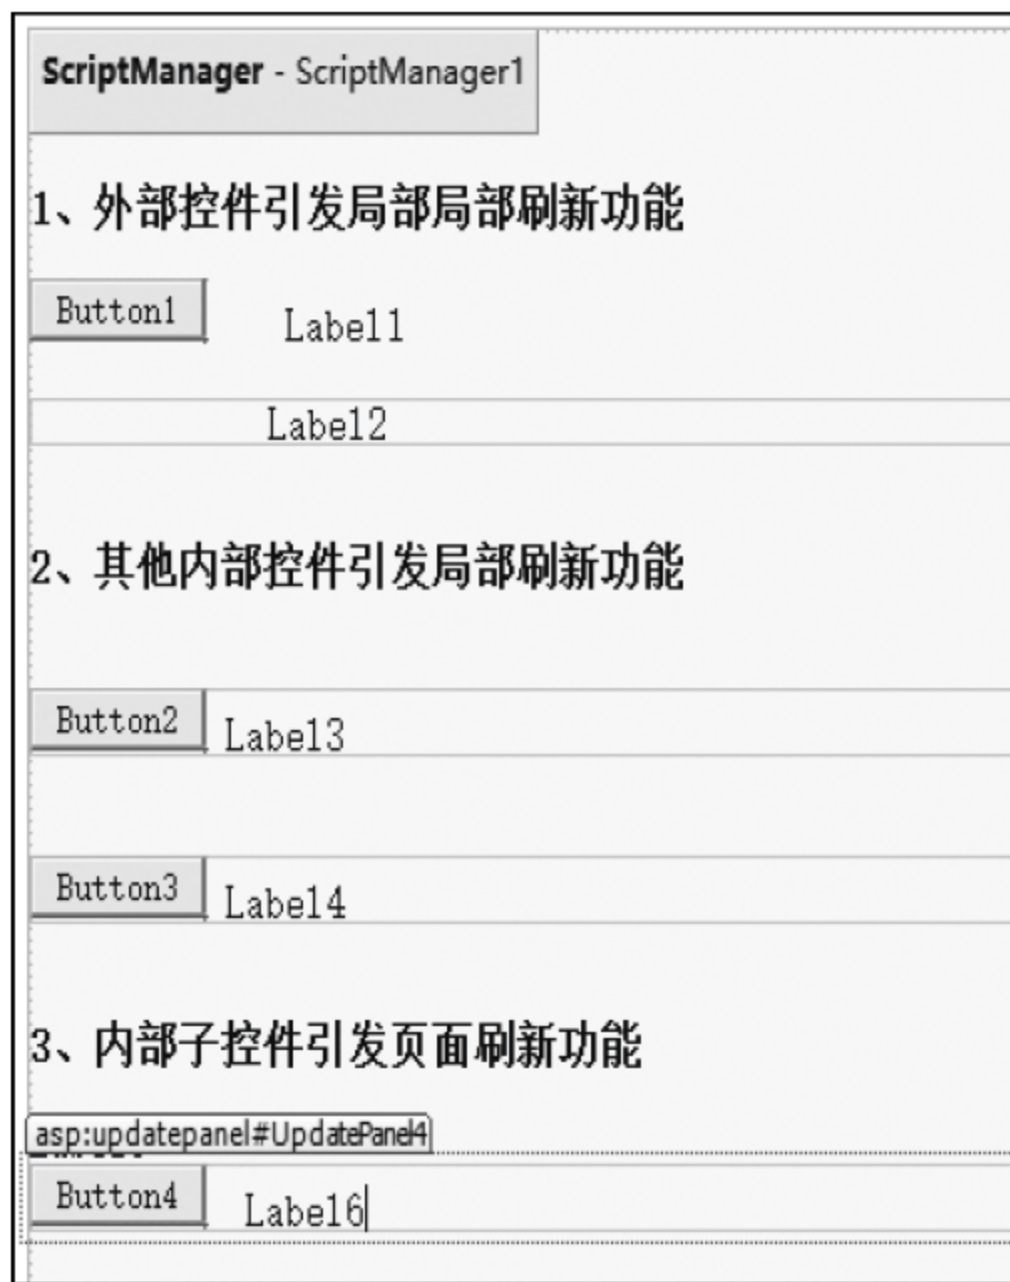 ScriptManager - ScriptManager1
1、外部控件引发局部局部刷新功能
Button1 Label1
Label2
2、其他内部控件引发局部刷新功能
Button2 Label3
Button3 Label4
3、内部子控件引发页面刷新功能
asp:updatepanel#UpdatePanel4
Button4 Label6